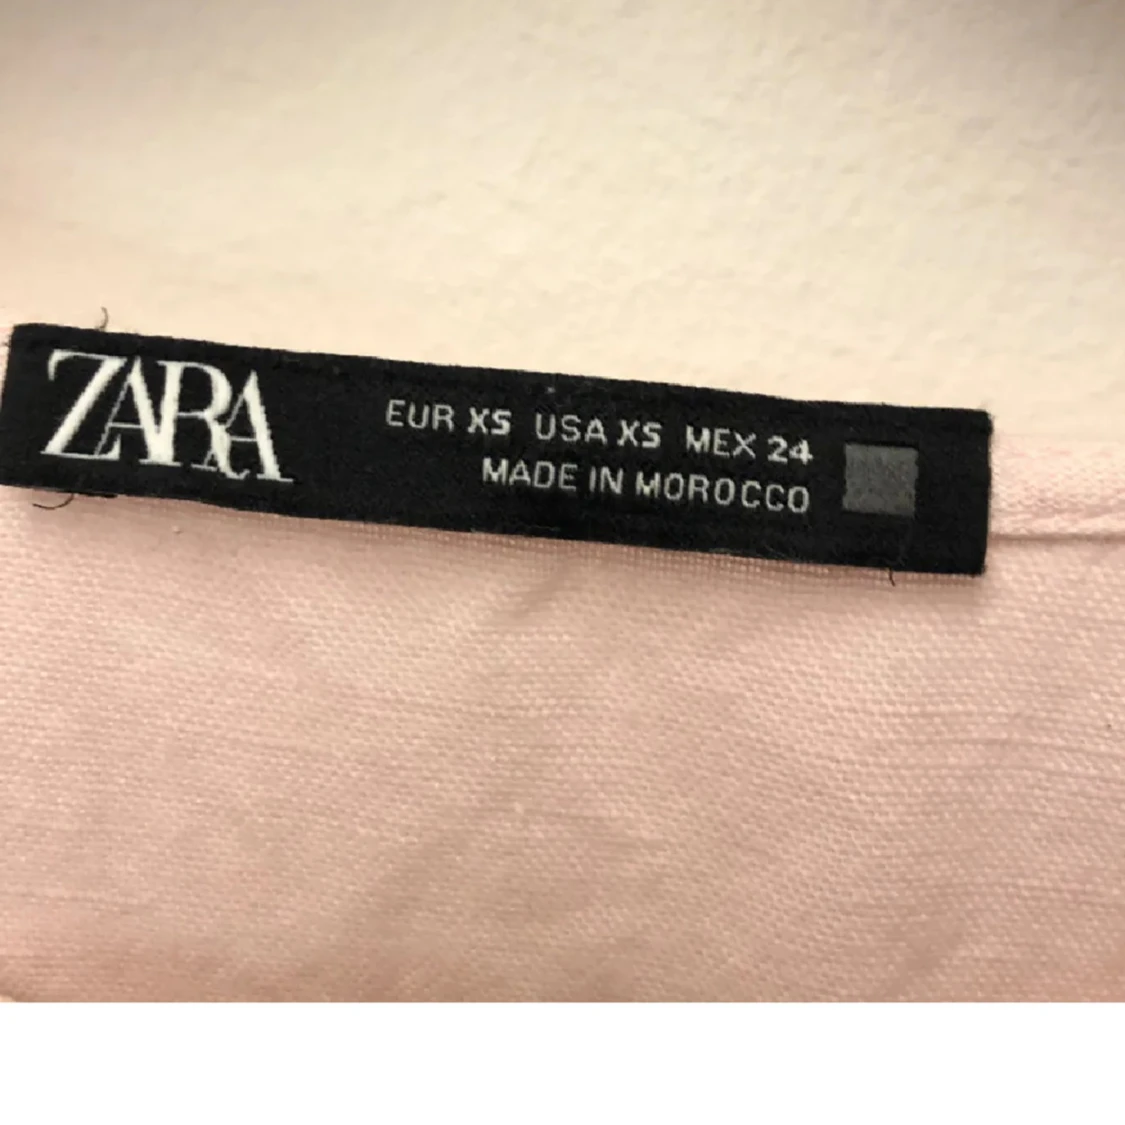 ZARA
EUR XS USA XS MEX 24
MADE IN MOROCCO